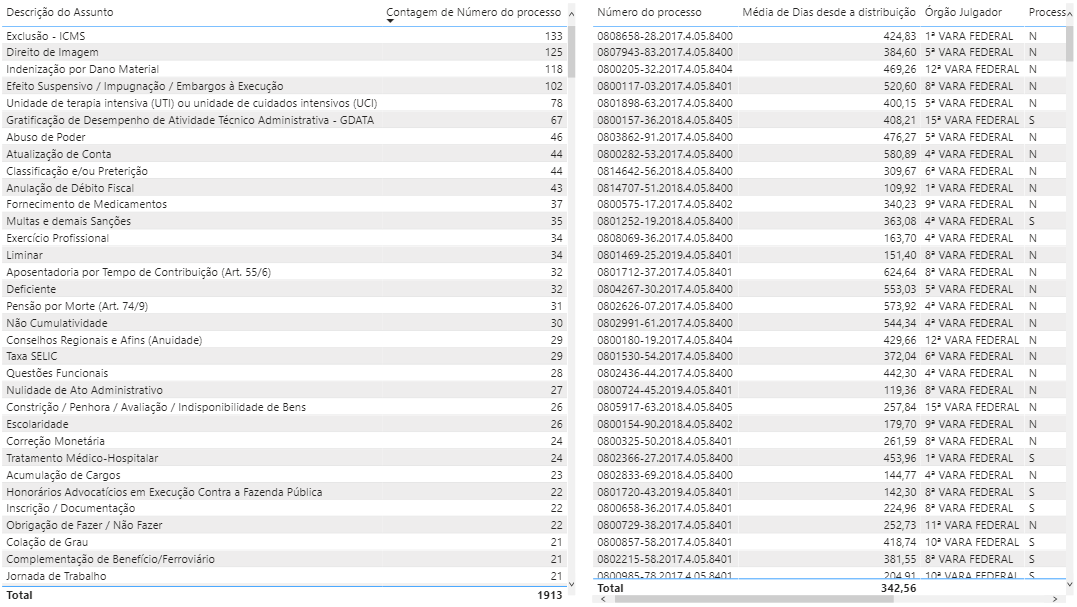 Descrição do Assunto Contagem de Número do processo
Exclusão - ICMS 133
Direito de Imagem 125
Indenização por Dano Material 118
Efeito Suspensivo / Impugnação / Embargos à Execução 102
Unidade de terapia intensiva (UTI) ou unidade de cuidados intensivos (UCI) 78
Gratificação de Desempenho de Atividade Técnico Administrativa - GDATA 67
Abuso de Poder 46
Atualização de Conta 44
Classificação e/ou Preterição 44
Anulação de Débito Fiscal 43
Fornecimento de Medicamentos 37
Multas e demais Sanções 35
Exercício Profissional 34
Liminar 34
Aposentadoria por Tempo de Contribuição (Art. 55/6) 32
Deficiente 32
Pensão por Morte (Art. 74/9) 31
Não Cumulatividade 30
Conselhos Regionais e Afins (Anuidade) 29
Taxa SELIC 29
Questões Funcionais 28
Nulidade de Ato Administrativo 27
Constrição / Penhora / Avaliação / Indisponibilidade de Bens 26
Escolaridade 26
Correção Monetária 24
Tratamento Médico-Hospitalar 24
Acumulação de Cargos 23
Honorários Advocatícios em Execução Contra a Fazenda Pública 22
Inscrição / Documentação 22
Obrigação de Fazer / Não Fazer 22
Colação de Grau 21
Complementação de Benefício/Ferroviário 21
Jornada de Trabalho 21
Total 1913
Número do processo Média de Dias desde a distribuição Órgão Julgador Process
0808658-28.2017.4.05.8400 424,83 1ª VARA FEDERAL N
0807943-83.2017.4.05.8400 384,60 5ª VARA FEDERAL N
0800205-32.2017.4.05.8404 469,26 12ª VARA FEDERAL N
0800117-03.2017.4.05.8401 520,60 8ª VARA FEDERAL N
0801898-63.2017.4.05.8400 400,15 5ª VARA FEDERAL N
0800157-36.2018.4.05.8405 408,21 15ª VARA FEDERAL S
0803862-91.2017.4.05.8400 476,27 5ª VARA FEDERAL N
0800282-53.2017.4.05.8400 580,89 4ª VARA FEDERAL N
0814642-56.2018.4.05.8400 309,67 6ª VARA FEDERAL N
0814707-51.2018.4.05.8400 109,92 1ª VARA FEDERAL N
0800575-17.2017.4.05.8402 340,23 9ª VARA FEDERAL N
0801252-19.2018.4.05.8400 363,08 4ª VARA FEDERAL S
0808069-36.2017.4.05.8400 163,70 4ª VARA FEDERAL N
0801469-25.2019.4.05.8401 151,40 8ª VARA FEDERAL N
0801712-37.2017.4.05.8401 624,64 8ª VARA FEDERAL N
0804267-30.2017.4.05.8400 553,03 5ª VARA FEDERAL N
0802626-07.2017.4.05.8400 573,92 4ª VARA FEDERAL N
0802991-61.2017.4.05.8400 544,34 4ª VARA FEDERAL N
0800180-19.2017.4.05.8404 429,66 12ª VARA FEDERAL N
0801530-54.2017.4.05.8400 372,04 6ª VARA FEDERAL N
0802436-44.2017.4.05.8400 442,30 4ª VARA FEDERAL N
0800724-45.2019.4.05.8401 119,36 8ª VARA FEDERAL N
0805917-63.2018.4.05.8405 257,84 15ª VARA FEDERAL N
0800154-90.2018.4.05.8402 179,70 9ª VARA FEDERAL N
0800325-50.2018.4.05.8401 261,59 8ª VARA FEDERAL N
0802366-27.2017.4.05.8400 453,96 1ª VARA FEDERAL S
0802833-69.2018.4.05.8400 144,77 4ª VARA FEDERAL N
0801720-43.2019.4.05.8401 142,30 8ª VARA FEDERAL S
0800658-36.2017.4.05.8401 224,96 8ª VARA FEDERAL S
0800729-38.2017.4.05.8401 252,73 11ª VARA FEDERAL N
0800857-58.2017.4.05.8401 418,74 10ª VARA FEDERAL S
0802215-58.2017.4.05.8401 381,55 8ª VARA FEDERAL S
0800985-78.2017.4.05.8401 204,91 10ª VARA FEDERAL S
Total 342,56